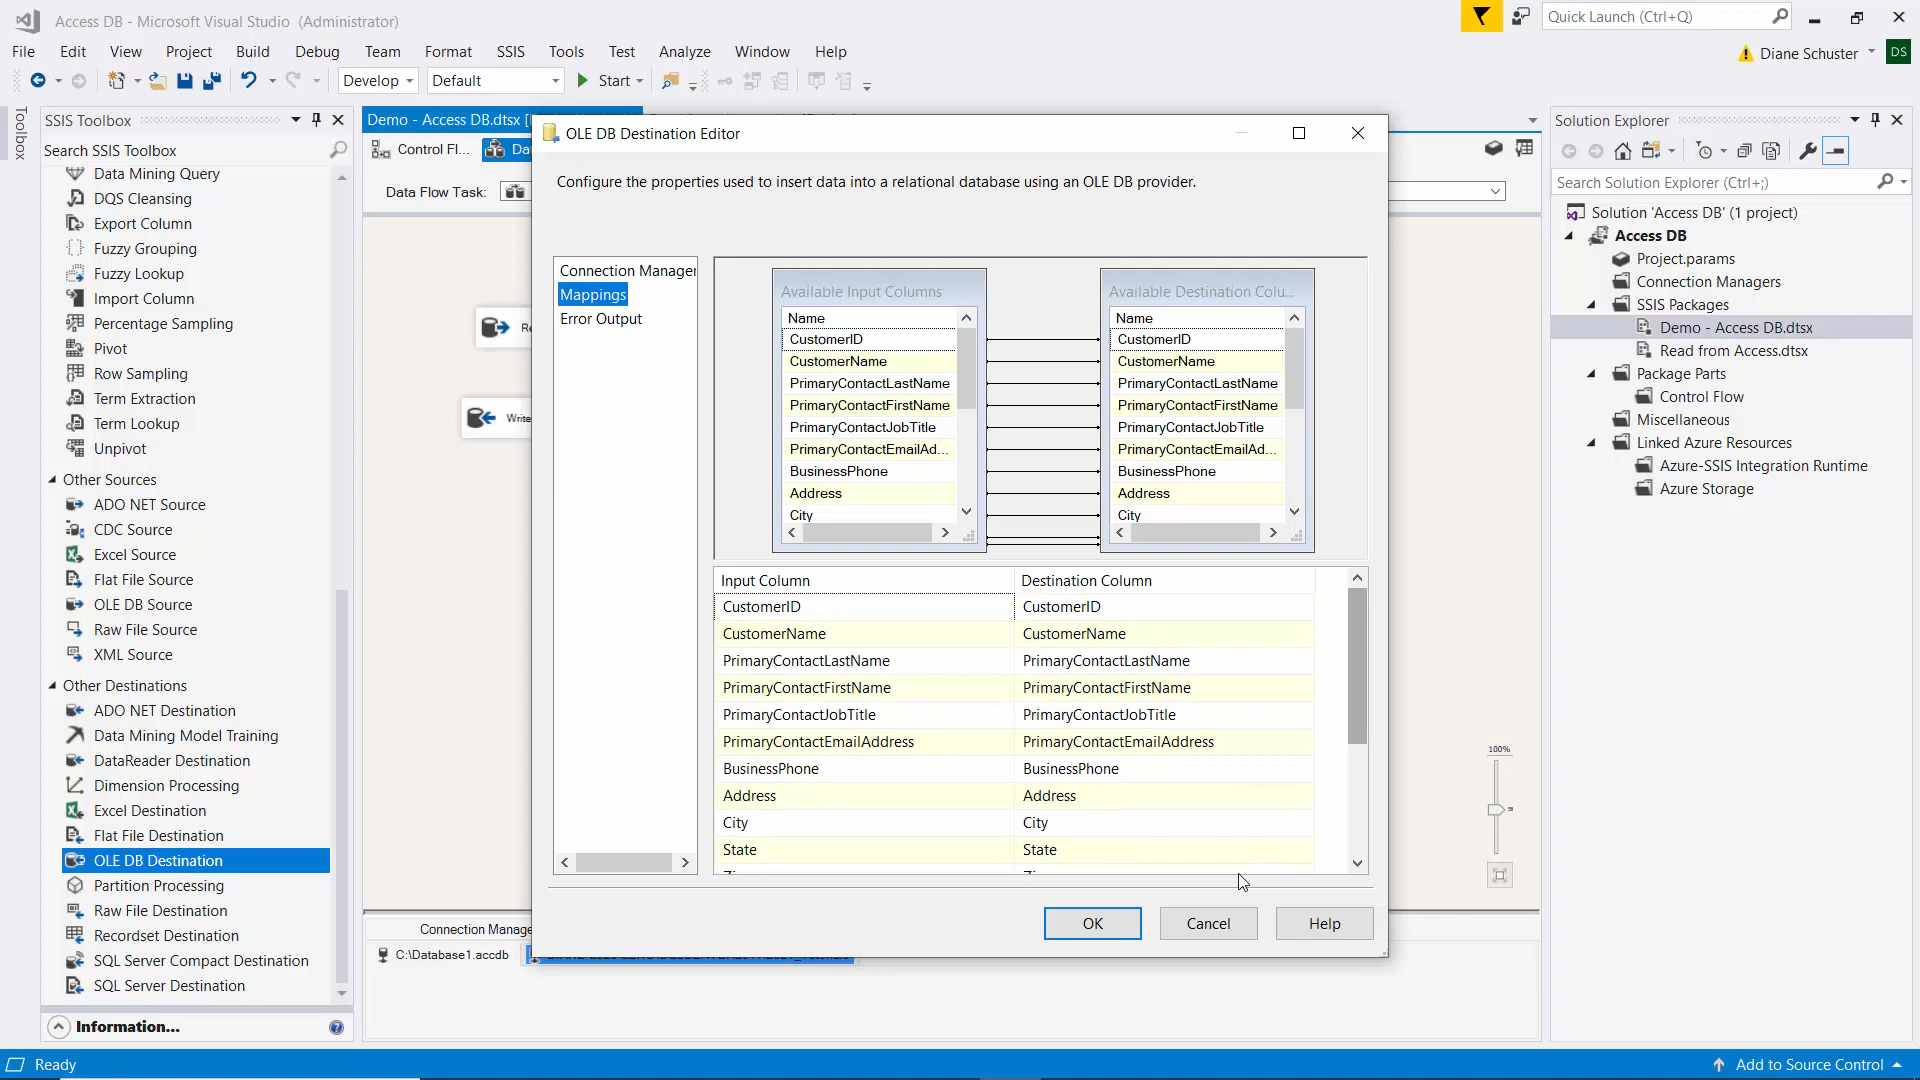 Access DB - Microsoft Visual Studio (Administrator)
Quick Launch (Ctrl+Q)
File Edit View Project Build Debug Team Format SSIS Tools Test Analyze Window Help
Diane Schuster DS
Develop Default Start
Toolbox
SSIS Toolbox
Search SSIS Toolbox
Data Mining Query
DQS Cleansing
Export Column
Fuzzy Grouping
Fuzzy Lookup
Import Column
Percentage Sampling
Pivot
Row Sampling
Term Extraction
Term Lookup
Unpivot
Other Sources
ADO NET Source
CDC Source
Excel Source
Flat File Source
OLE DB Source
Raw File Source
XML Source
Other Destinations
ADO NET Destination
Data Mining Model Training
DataReader Destination
Dimension Processing
Excel Destination
Flat File Destination
OLE DB Destination
Partition Processing
Raw File Destination
Recordset Destination
SQL Server Compact Destination
SQL Server Destination
Information...
Demo - Access DB.dtsx [
Control Fl...
Data Flow Task:
Write
Connection Manage
C:\Database1.accdb
100%
OLE DB Destination Editor
Configure the properties used to insert data into a relational database using an OLE DB provider.
Connection Manager
Mappings
Error Output
Available Input Columns
Name
CustomerID
CustomerName
PrimaryContactLastName
PrimaryContactFirstName
PrimaryContactJobTitle
PrimaryContactEmailAd...
BusinessPhone
Address
City
Available Destination Colu...
Name
CustomerID
CustomerName
PrimaryContactLastName
PrimaryContactFirstName
PrimaryContactJobTitle
PrimaryContactEmailAd...
BusinessPhone
Address
City
Input Column Destination Column
CustomerID CustomerID
CustomerName CustomerName
PrimaryContactLastName PrimaryContactLastName
PrimaryContactFirstName PrimaryContactFirstName
PrimaryContactJobTitle PrimaryContactJobTitle
PrimaryContactEmailAddress PrimaryContactEmailAddress
BusinessPhone BusinessPhone
Address Address
City City
State State
OK Cancel Help
Solution Explorer
Search Solution Explorer (Ctrl+;)
Solution 'Access DB' (1 project)
Access DB
Project.params
Connection Managers
SSIS Packages
Demo - Access DB.dtsx
Read from Access.dtsx
Package Parts
Control Flow
Miscellaneous
Linked Azure Resources
Azure-SSIS Integration Runtime
Azure Storage
Ready
Add to Source Control